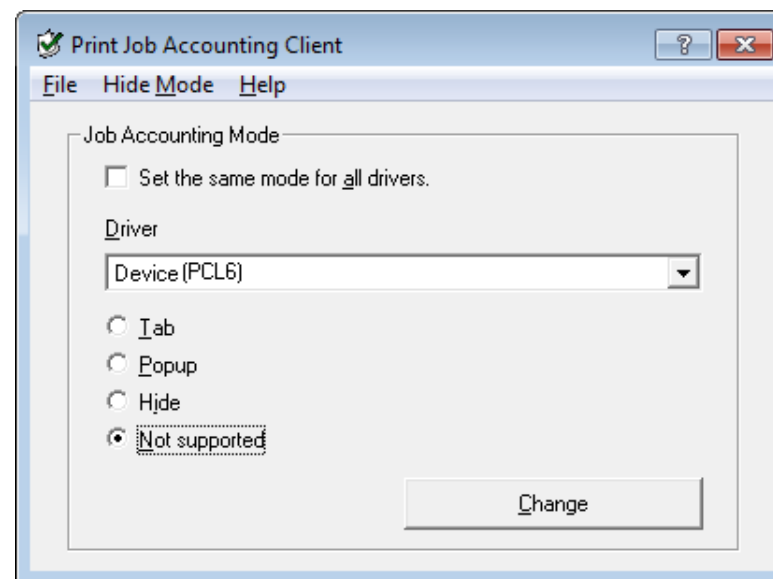 Print Job Accounting Client
File Hide Mode Help
Job Accounting Mode
Set the same mode for all drivers.
Driver
Device (PCL6)
Tab
Popup
Hide
Not supported
Change